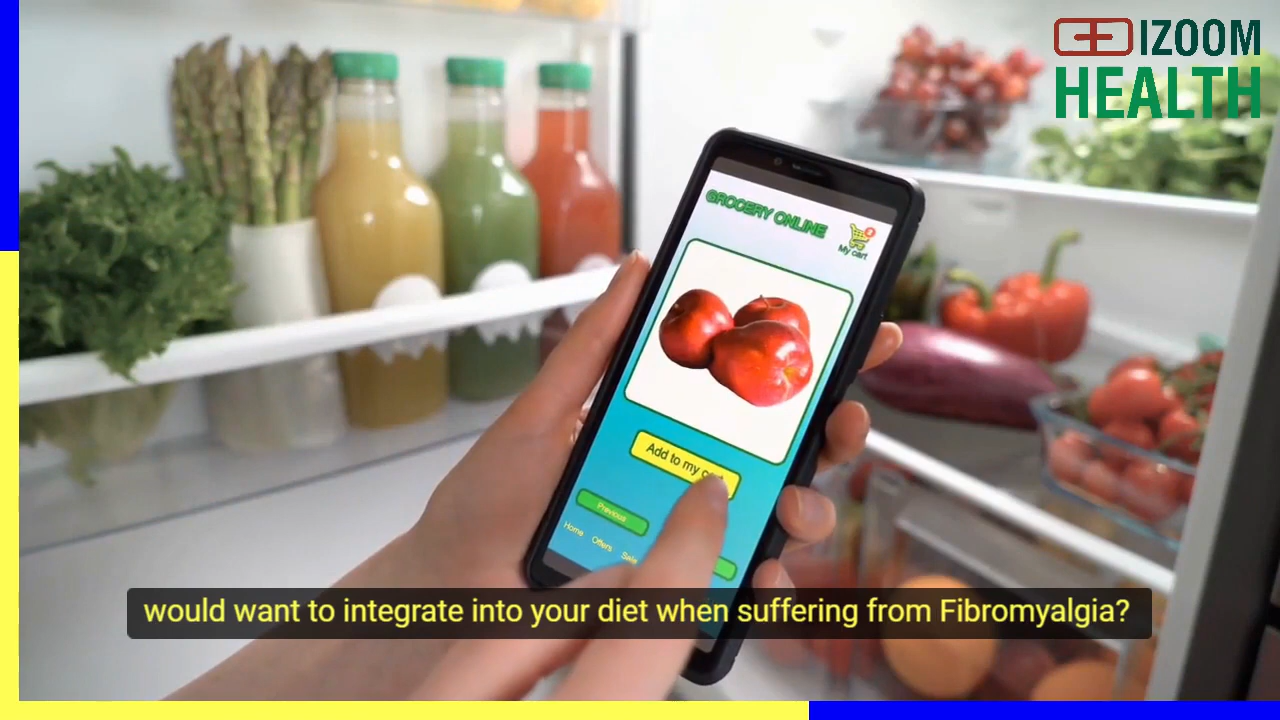 IZOOM
HEALTH
GROCERY ONLINE
2
My cart
Add to my
Previous
Home Offers
would want to integrate into your diet when suffering from Fibromyalgia?